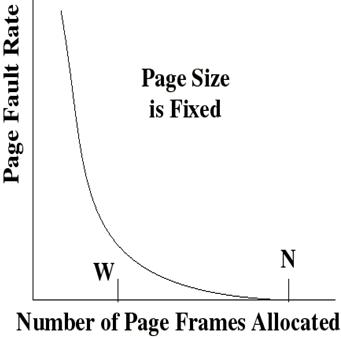 Page Fault Rate
Page Size
is Fixed
W
N
Number of Page Frames Allocated